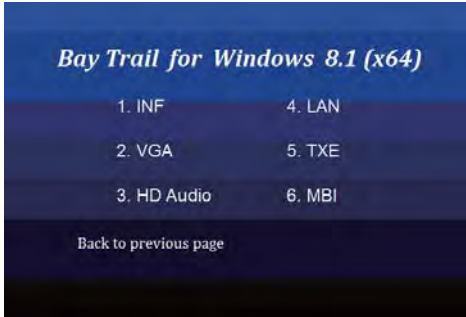 Bay Trail for Windows 8.1 (x64)
1. INF
2. VGA
3. HD Audio
4. LAN
5. TXE
6. MBI
Back to previous page